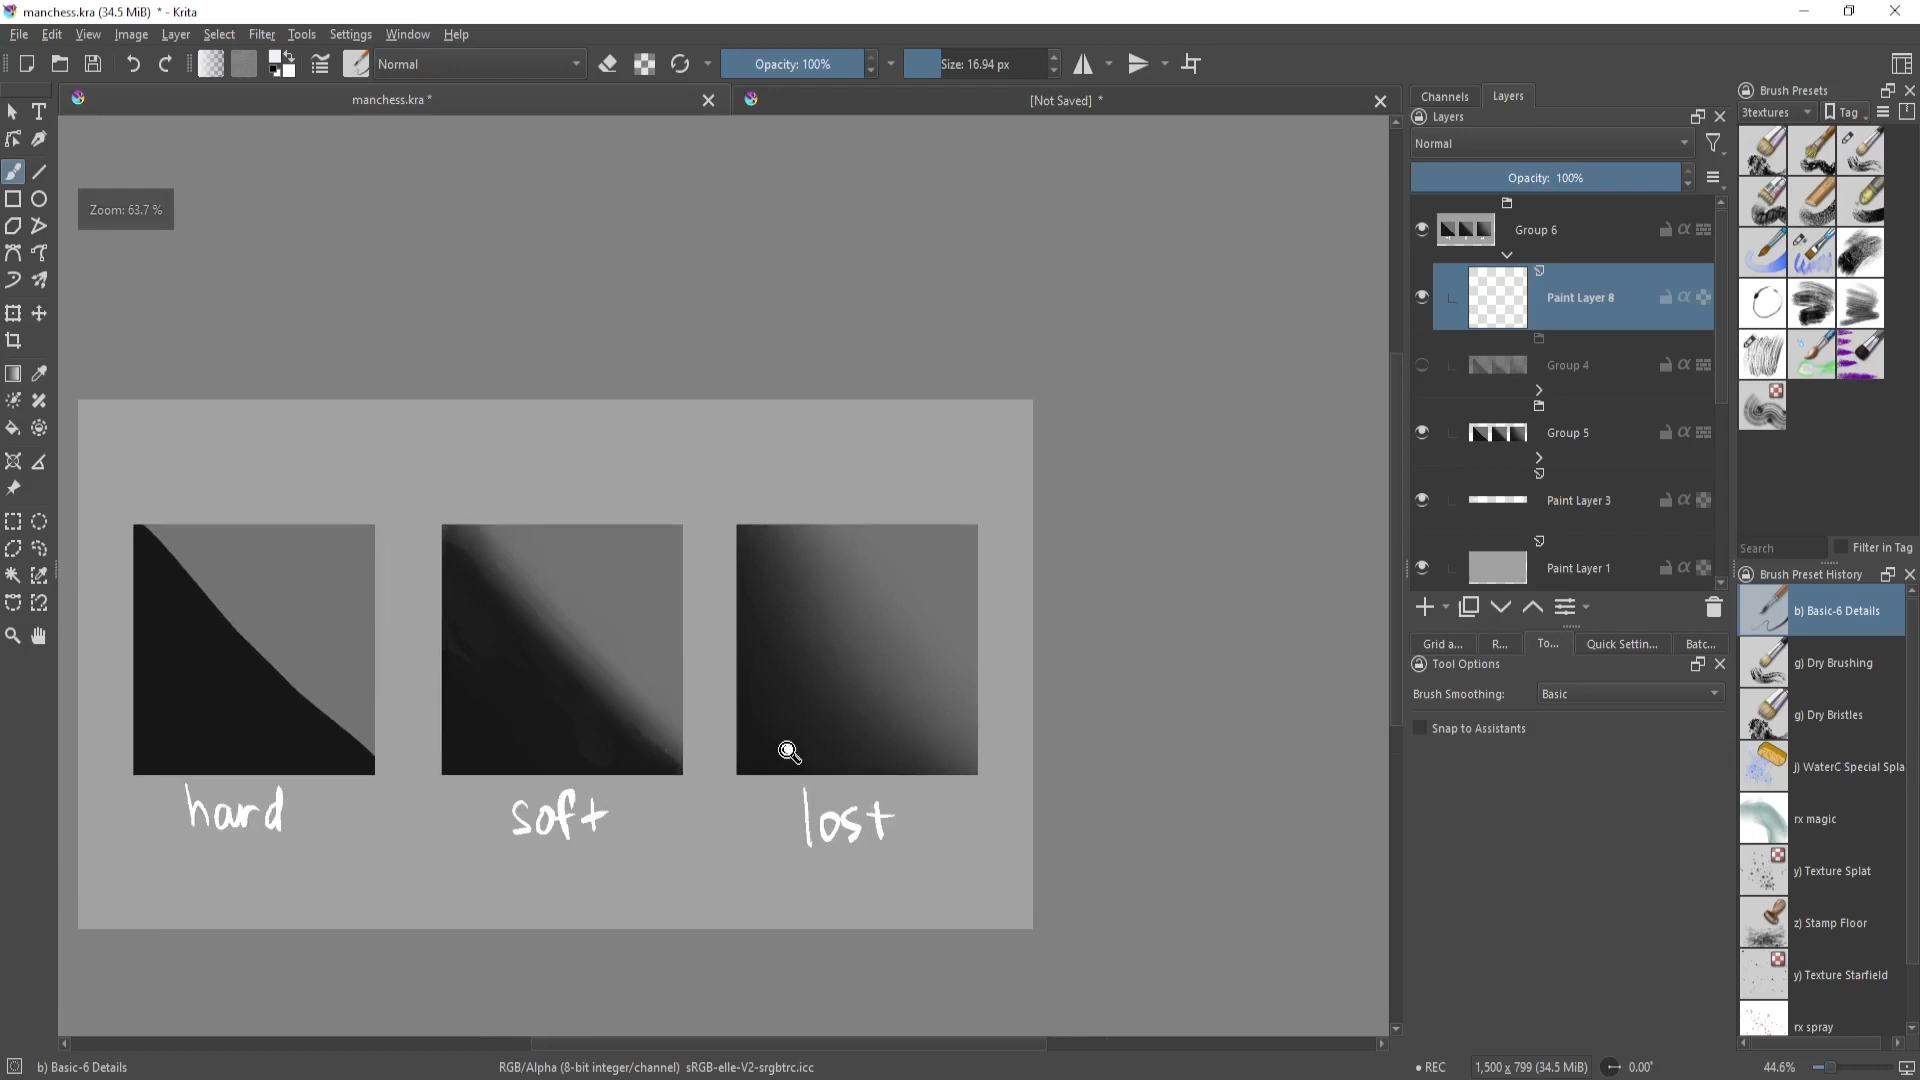 manchess.kra (34.5 MiB) * - Krita
File Edit View Image Layer Select Filter Tools Settings Window Help
Normal Opacity: 100% Size: 16.94 px
manchess.kra * [Not Saved] *
Zoom: 63.7 %
hard soft lost
Channels Layers
Layers
Normal
Opacity: 100%
Group 6
Paint Layer 8
Group 4
Group 5
Paint Layer 3
Paint Layer 1
Grid a... R... To... Quick Settin... Batc...
Tool Options
Brush Smoothing: Basic
Snap to Assistants
Brush Presets
3textures Tag
Search Filter in Tag
Brush Preset History
b) Basic-6 Details
g) Dry Brushing
g) Dry Bristles
j) WaterC Special Spla
rx magic
y) Texture Splat
z) Stamp Floor
y) Texture Starfield
rx spray
b) Basic-6 Details RGB/Alpha (8-bit integer/channel) sRGB-elle-V2-srgbtrc.icc REC 1,500 x 799 (34.5 MiB) 0.00° 44.6%